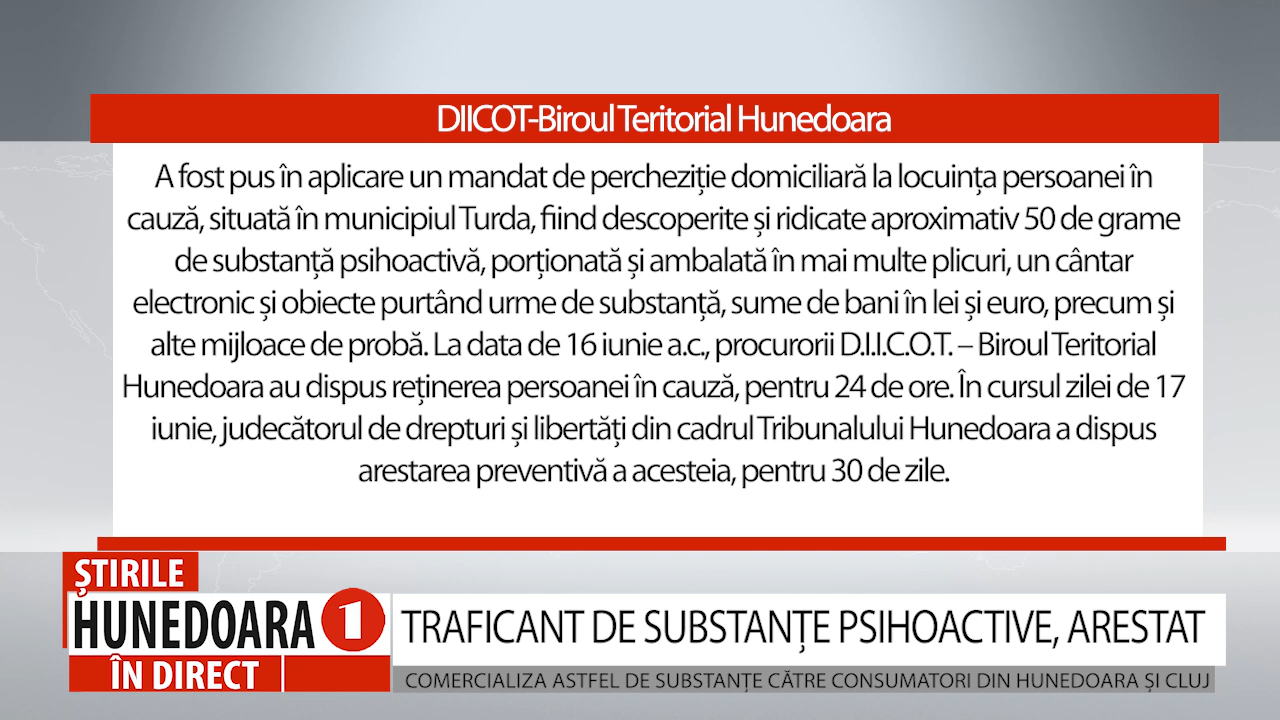 DIICOT-Biroul Teritorial Hunedoara
A fost pus în aplicare un mandat de percheziție domiciliară la locuința persoanei în
cauză, situată în municipiul Turda, fiind descoperite și ridicate aproximativ 50 de grame
de substanță psihoactivă, porționată și ambalată în mai multe plicuri, un cântar
electronic și obiecte purtând urme de substanță, sume de bani în lei și euro, precum și
alte mijloace de probă. La data de 16 iunie a.c., procurorii D.I.I.C.O.T. – Biroul Teritorial
Hunedoara au dispus reținerea persoanei în cauză, pentru 24 de ore. În cursul zilei de 17
iunie, judecătorul de drepturi și libertăți din cadrul Tribunalului Hunedoara a dispus
arestarea preventivă a acesteia, pentru 30 de zile.
ȘTIRILE
HUNEDOARA 1
ÎN DIRECT
TRAFICANT DE SUBSTANȚE PSIHOACTIVE, ARESTAT
COMERCIALIZA ASTFEL DE SUBSTANȚE CĂTRE CONSUMATORI DIN HUNEDOARA ȘI CLUJ